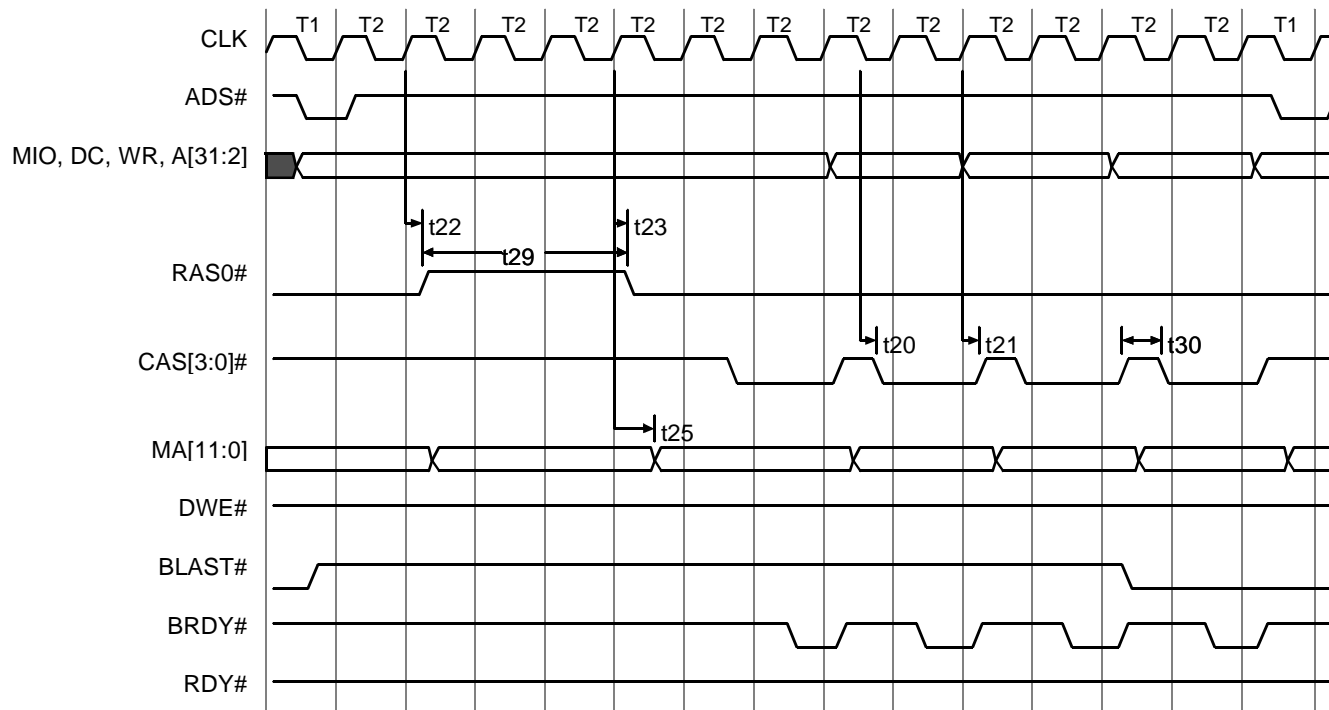 T1 T2 T2 T2 T2 T2 T2 T2 T2 T2 T2 T2 T2 T2 T1
CLK
ADS#
MIO, DC, WR, A[31:2]
t22 t23
t29
RAS0#
t20 t21 t30
CAS[3:0]#
t25
MA[11:0]
DWE#
BLAST#
BRDY#
RDY#